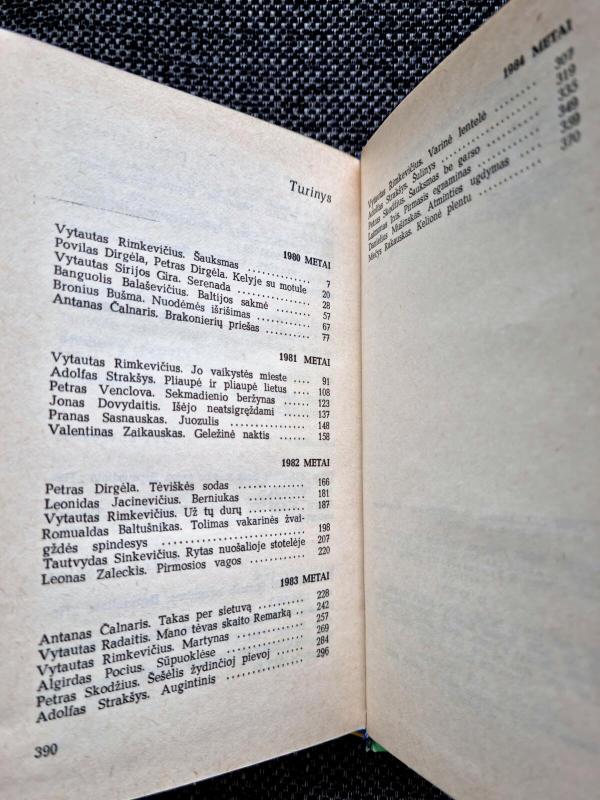 Turinys
1980 METAI
Vytautas Rimkevičius. Šauksmas ............. 7
Povilas Dirgėla, Petras Dirgėla. Kelyje su motule 20
Vytautas Sirijos Gira. Serenada ........... 28
Banguolis Balaševičius. Baltijos sakmė ........ 57
Bronius Bušma. Nuodėmės išrišimas ............ 67
Antanas Čalnaris. Brakonierių priešas ............ 77
1981 METAI
Vytautas Rimkevičius. Jo vaikystės mieste .... 91
Adolfas Strakšys. Pliaupė ir pliaupė lietus .... 108
Petras Venclova. Sekmadienio beržynas ...... 123
Jonas Dovydaitis. Išėjo neatsigręždami ...... 137
Pranas Sasnauskas. Juozulis ............... 148
Valentinas Zaikauskas. Geležinė naktis ...... 158
1982 METAI
Petras Dirgėla. Tėviškės sodas ............... 166
Leonidas Jacinevičius. Berniukas ............ 181
Vytautas Rimkevičius. Už tų durų ............ 187
Romualdas Baltušnikas. Tolimas vakarinės žvai-
gždės spindesys ........................ 198
Tautvydas Sinkevičius. Rytas nuošalioje stotelėje 207
Leonas Zaleckis. Pirmosios vagos ............ 220
1983 METAI
Antanas Čalnaris. Takas per sietuvą .......... 228
Vytautas Radaitis. Mano tėvas skaito Remarką .. 242
Vytautas Rimkevičius. Martynas ............ 257
Algirdas Pocius. Sūpuoklėse ............... 269
Petras Skodžius. Šešėlis žydinčioj pievoj ...... 284
Adolfas Strakšys. Augintinis ............... 296
390
1984 METAI
Vytautas Rimkevičius. Varinė lentelė ......... 307
Adolfas Strakšys. Šulinys ............... 319
Petras Skodžius. Šauksmas be garso ......... 335
Pirmasis egzaminas ......... 349
Danielius Mušinskas. Atminties ugdymas ...... 359
Mečys Rakauskas. Kelionė plentu ............ 370